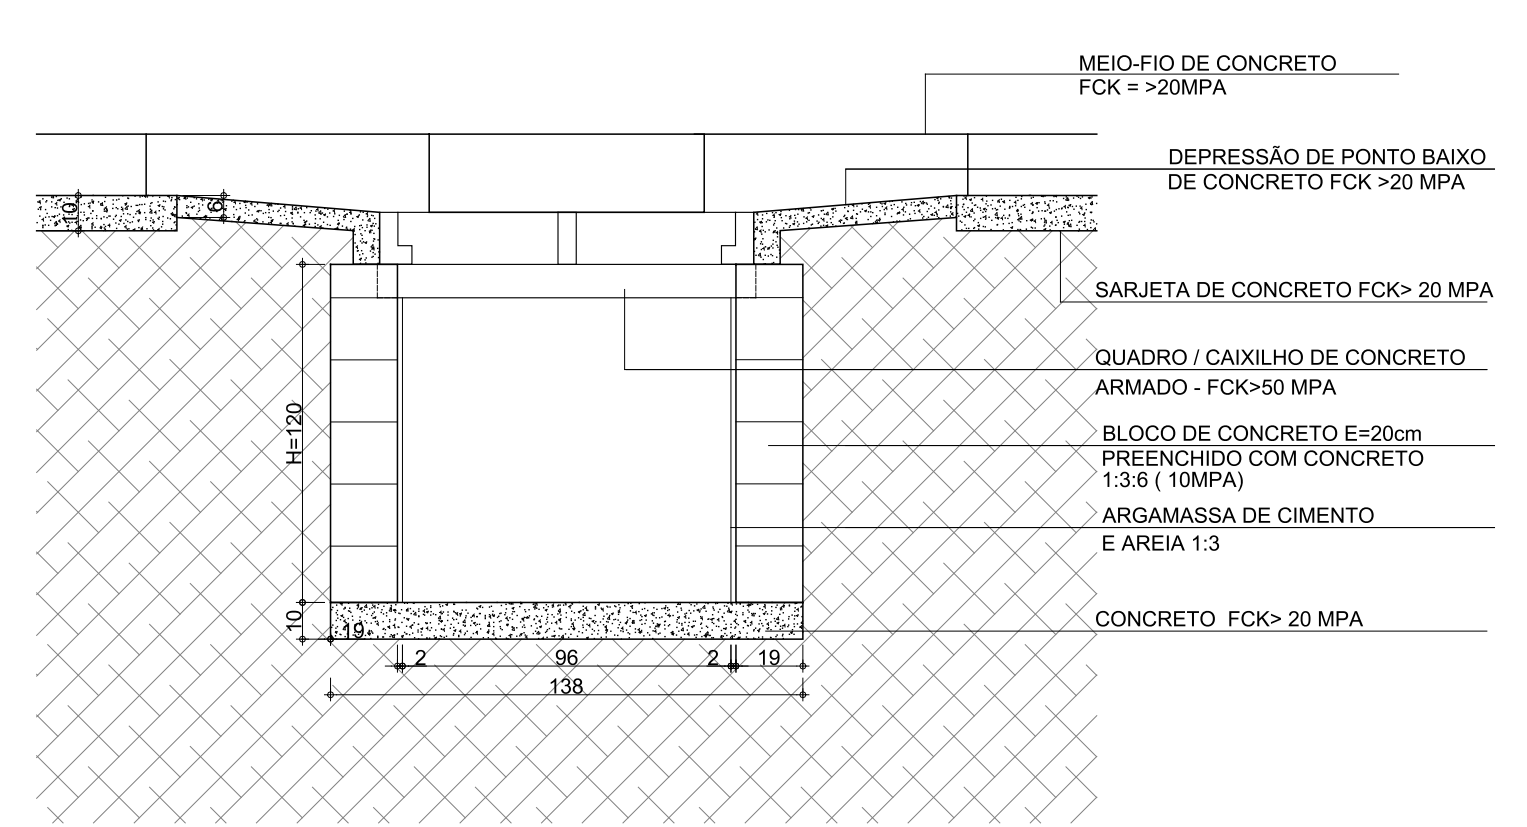 MEIO-FIO DE CONCRETO
FCK = >20MPA
DEPRESSÃO DE PONTO BAIXO
DE CONCRETO FCK >20 MPA
10
6
SARJETA DE CONCRETO FCK> 20 MPA
QUADRO / CAIXILHO DE CONCRETO
ARMADO - FCK>50 MPA
H=120
BLOCO DE CONCRETO E=20cm
PREENCHIDO COM CONCRETO
1:3:6 ( 10MPA)
ARGAMASSA DE CIMENTO
E AREIA 1:3
10
19
CONCRETO  FCK> 20 MPA
2 96 2 19
138